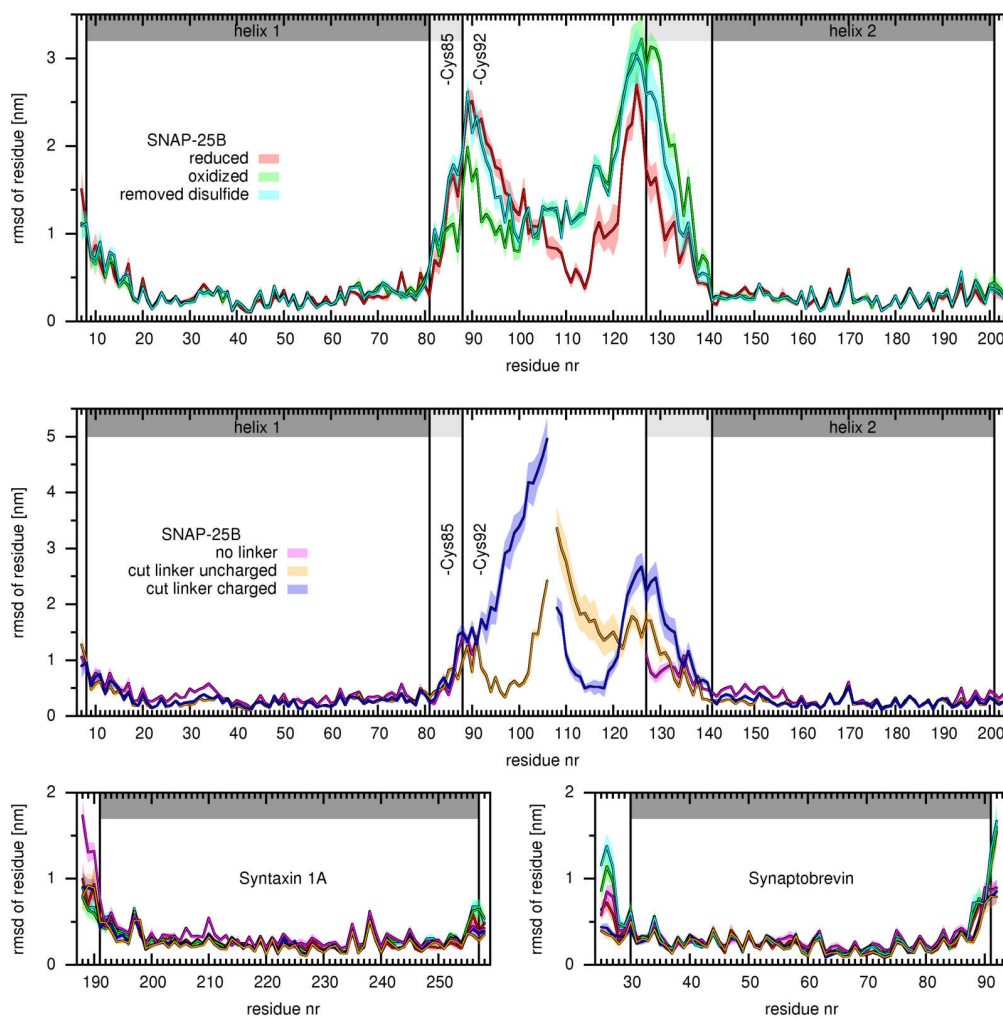 helix 1
helix 2
-Cys85
-Cys92
SNAP-25B
reduced
oxidized
removed disulfide
rmsd of residue [nm]
3
2
1
0
10 20 30 40 50 60 70 80 90 100 110 120 130 140 150 160 170 180 190 200
residue nr
helix 1
helix 2
-Cys85
-Cys92
SNAP-25B
no linker
cut linker uncharged
cut linker charged
rmsd of residue [nm]
5
4
3
2
1
0
10 20 30 40 50 60 70 80 90 100 110 120 130 140 150 160 170 180 190 200
residue nr
rmsd of residue [nm]
2
1
0
Syntaxin 1A
190 200 210 220 230 240 250
residue nr
rmsd of residue [nm]
2
1
0
Synaptobrevin
30 40 50 60 70 80 90
residue nr